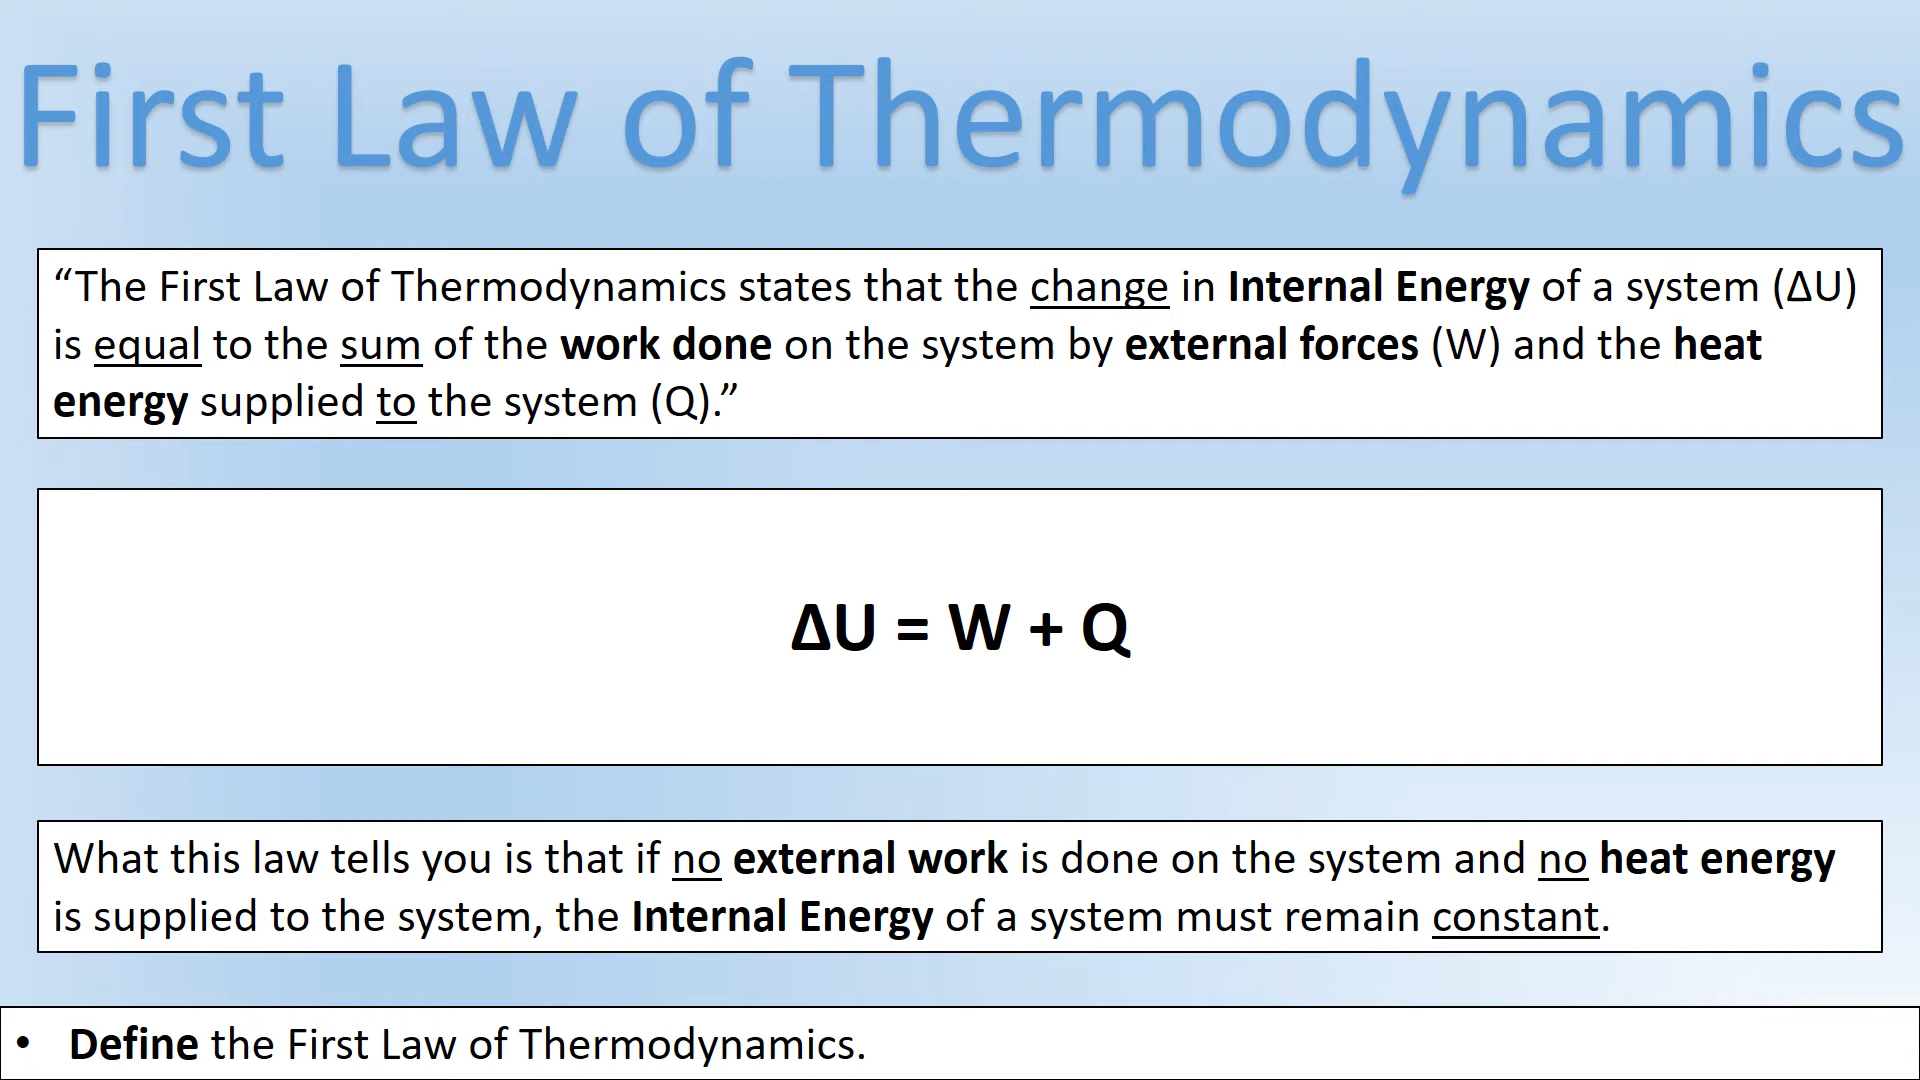 First Law of Thermodynamics
“The First Law of Thermodynamics states that the change in Internal Energy of a system (ΔU)
is equal to the sum of the work done on the system by external forces (W) and the heat
energy supplied to the system (Q).”
ΔU = W + Q
What this law tells you is that if no external work is done on the system and no heat energy
is supplied to the system, the Internal Energy of a system must remain constant.
• Define the First Law of Thermodynamics.